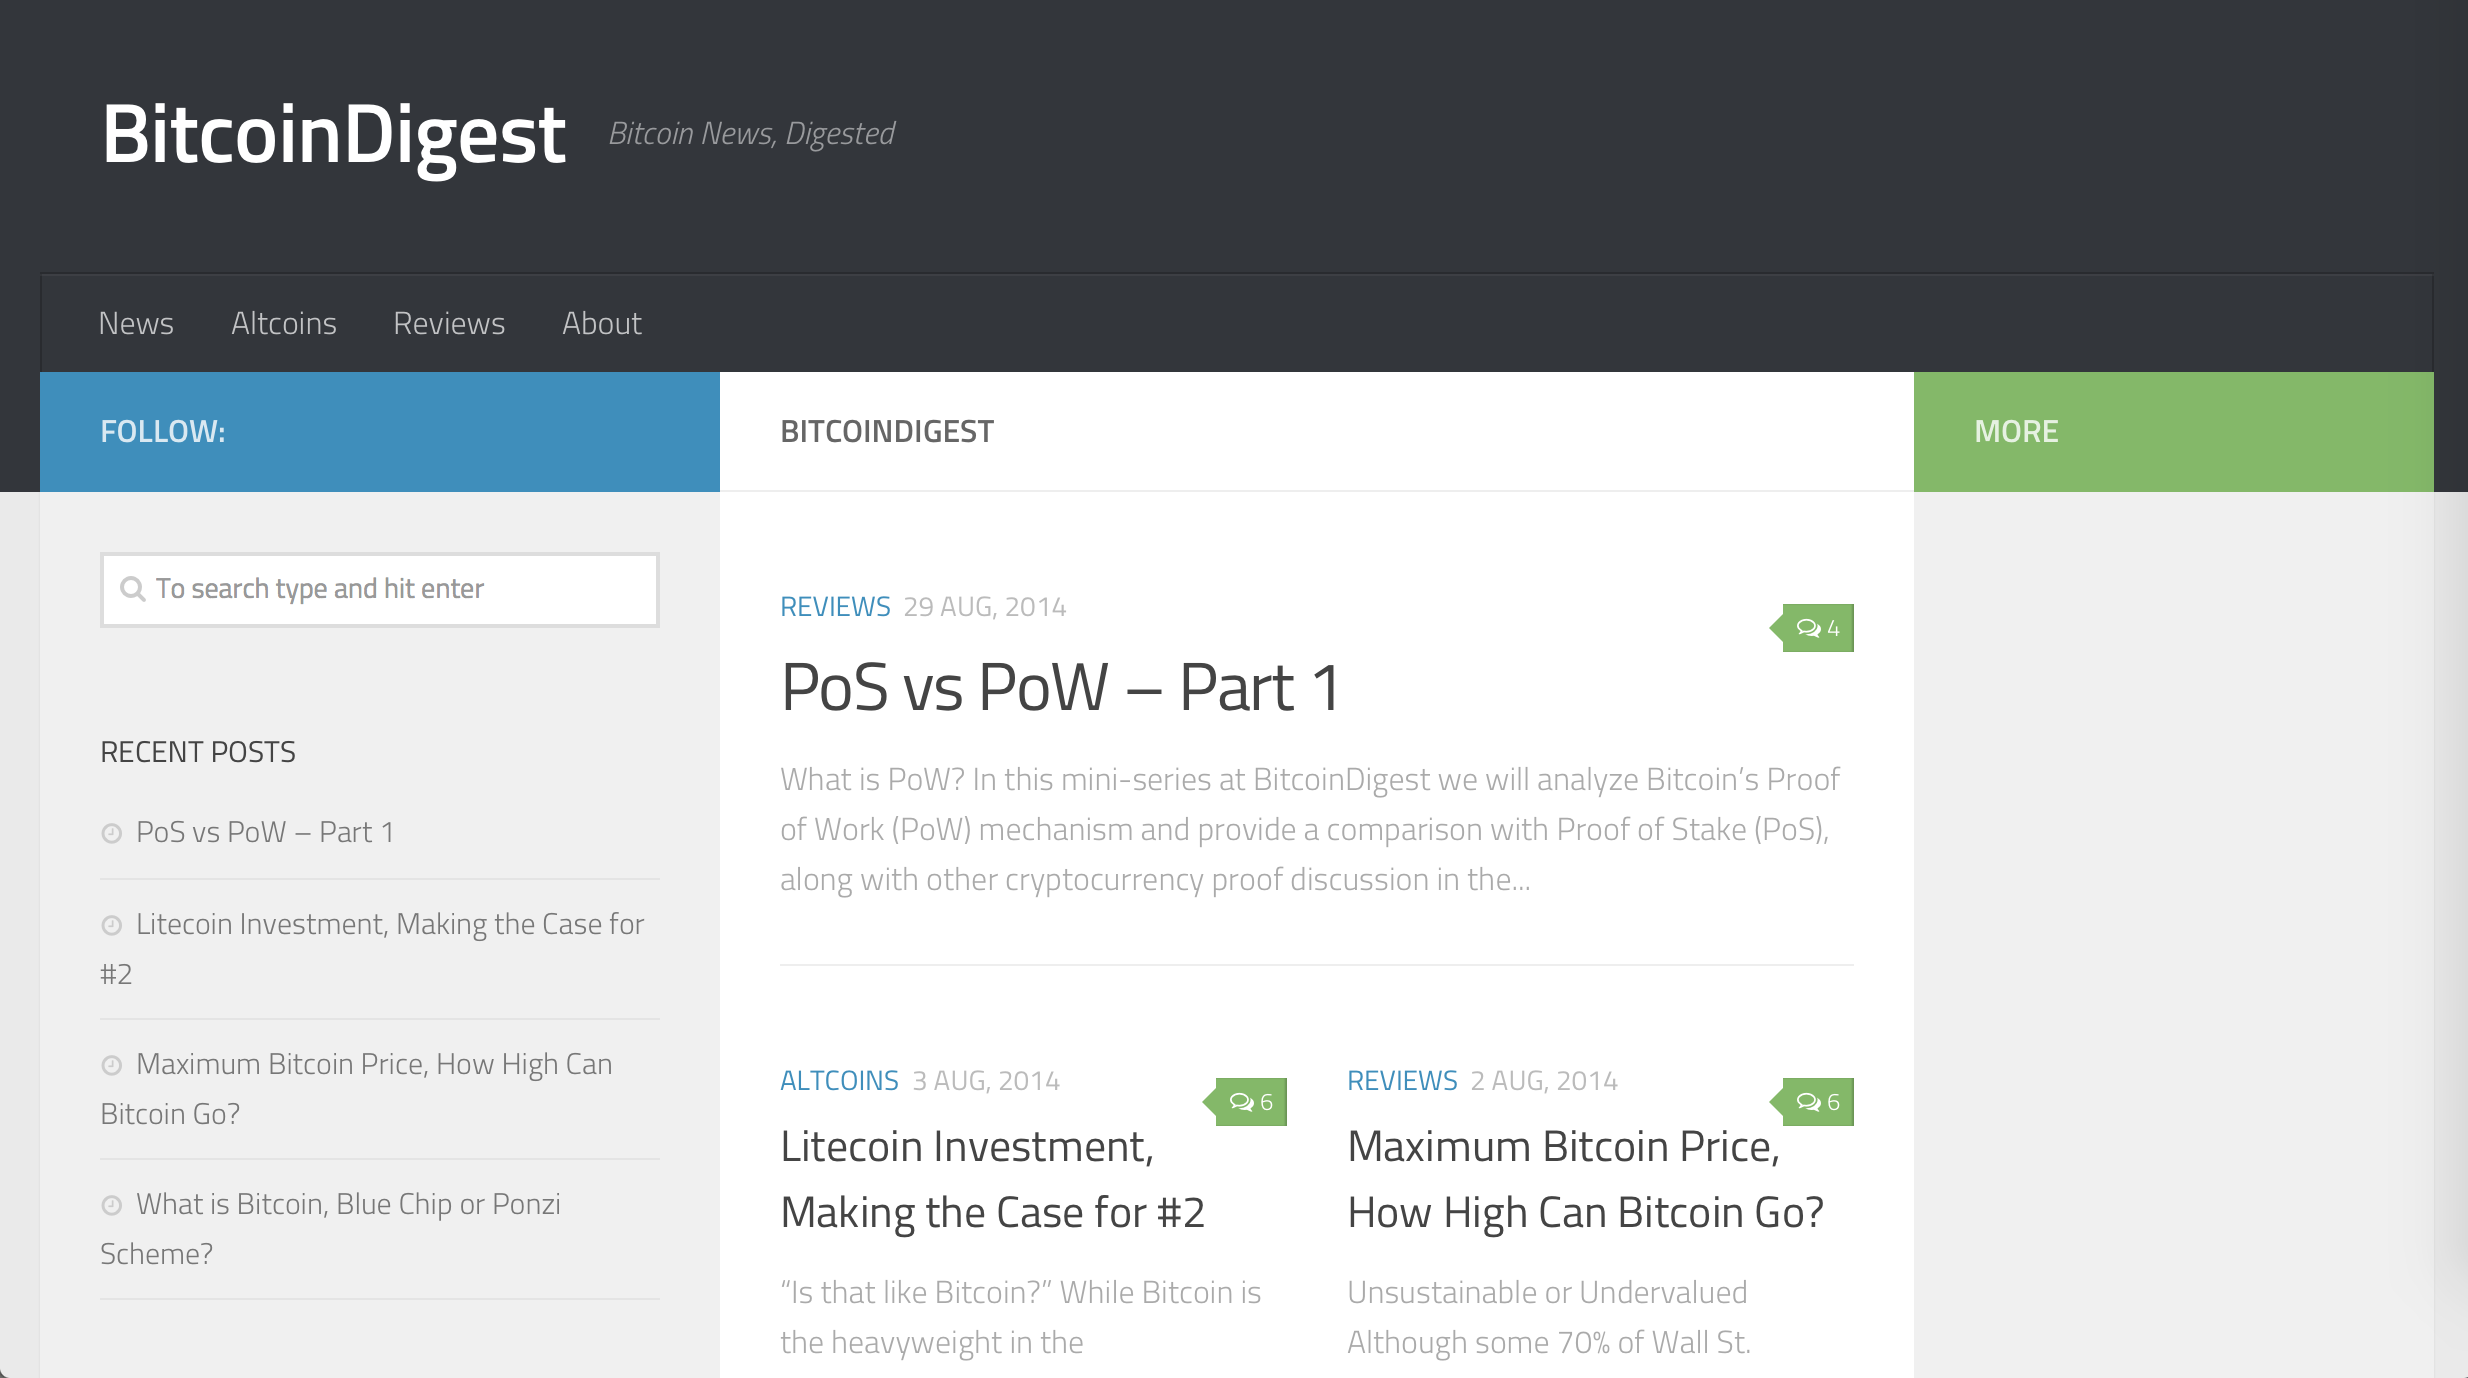 BitcoinDigest
Bitcoin News, Digested
News
Altcoins
Reviews
About
FOLLOW:
To search type and hit enter
RECENT POSTS
PoS vs PoW – Part 1
Litecoin Investment, Making the Case for
#2
Maximum Bitcoin Price, How High Can
Bitcoin Go?
What is Bitcoin, Blue Chip or Ponzi
Scheme?
BITCOINDIGEST
REVIEWS 29 AUG, 2014
4
PoS vs PoW – Part 1
What is PoW? In this mini-series at BitcoinDigest we will analyze Bitcoin’s Proof
of Work (PoW) mechanism and provide a comparison with Proof of Stake (PoS),
along with other cryptocurrency proof discussion in the...
ALTCOINS 3 AUG, 2014
6
Litecoin Investment,
Making the Case for #2
“Is that like Bitcoin?” While Bitcoin is
the heavyweight in the
REVIEWS 2 AUG, 2014
6
Maximum Bitcoin Price,
How High Can Bitcoin Go?
Unsustainable or Undervalued
Although some 70% of Wall St.
MORE